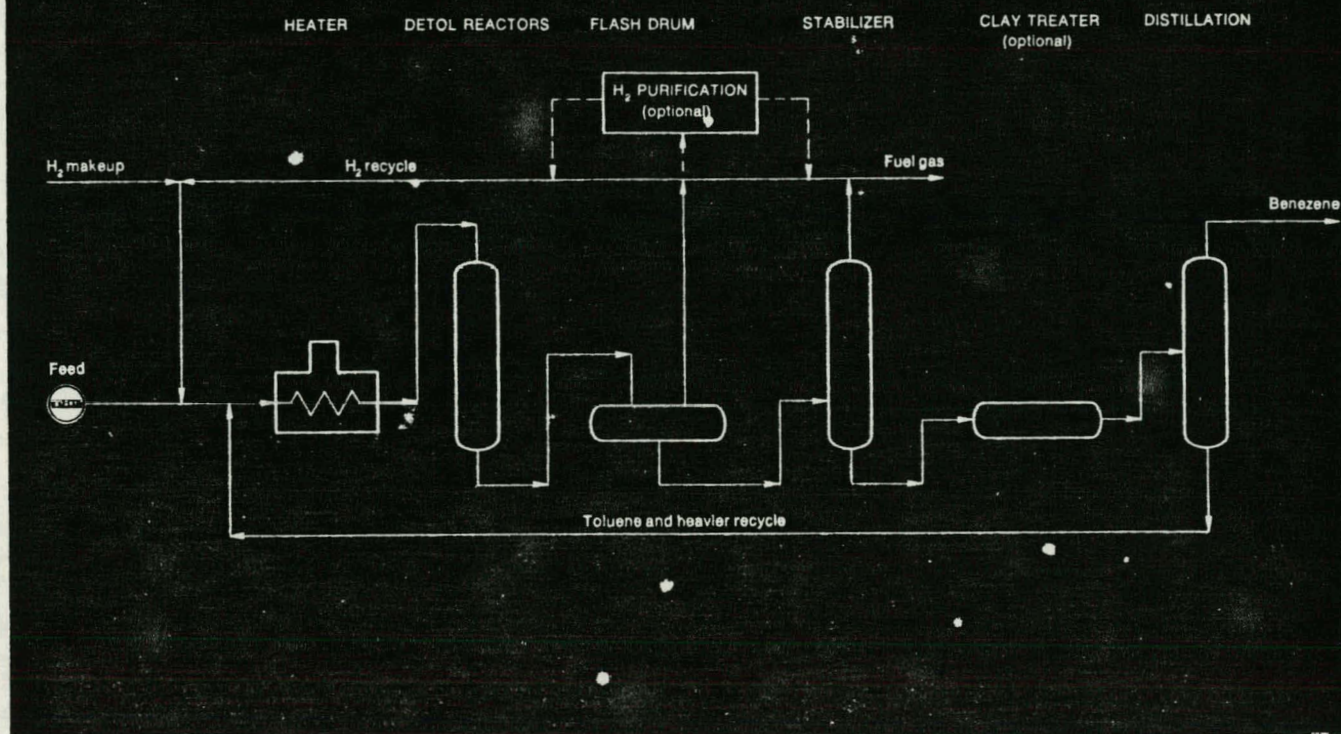 HEATER
DETOL REACTORS
FLASH DRUM
STABILIZER
CLAY TREATER
(optional)
DISTILLATION
H₂ PURIFICATION
(optional)
H₂ makeup
H₂ recycle
Fuel gas
Benezene
Feed
Toluene and heavier recycle